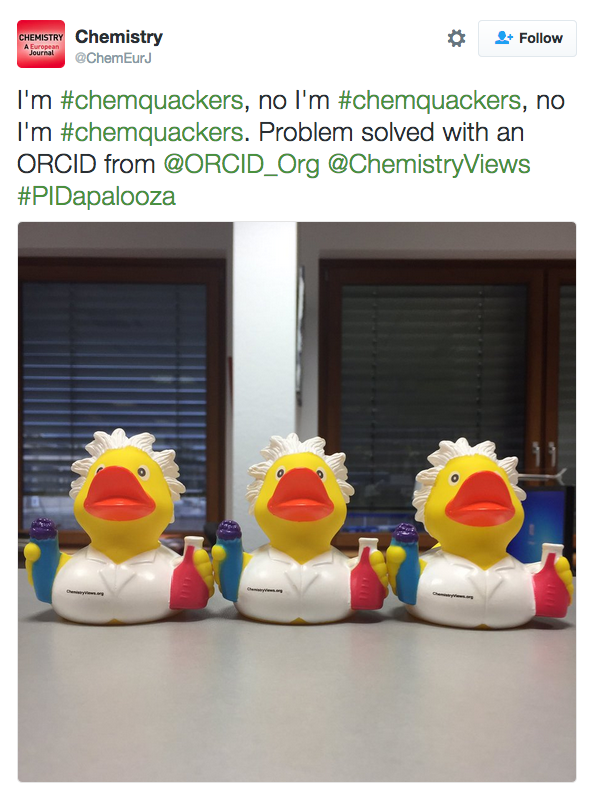 CHEMISTRY
A European
Journal
Chemistry
@ChemEurJ
Follow
I'm #chemquackers, no I'm #chemquackers, no
I'm #chemquackers. Problem solved with an
ORCID from @ORCID_Org @ChemistryViews
#PIDapalooza
ChemistryViews.org
ChemistryViews.org
ChemistryViews.org